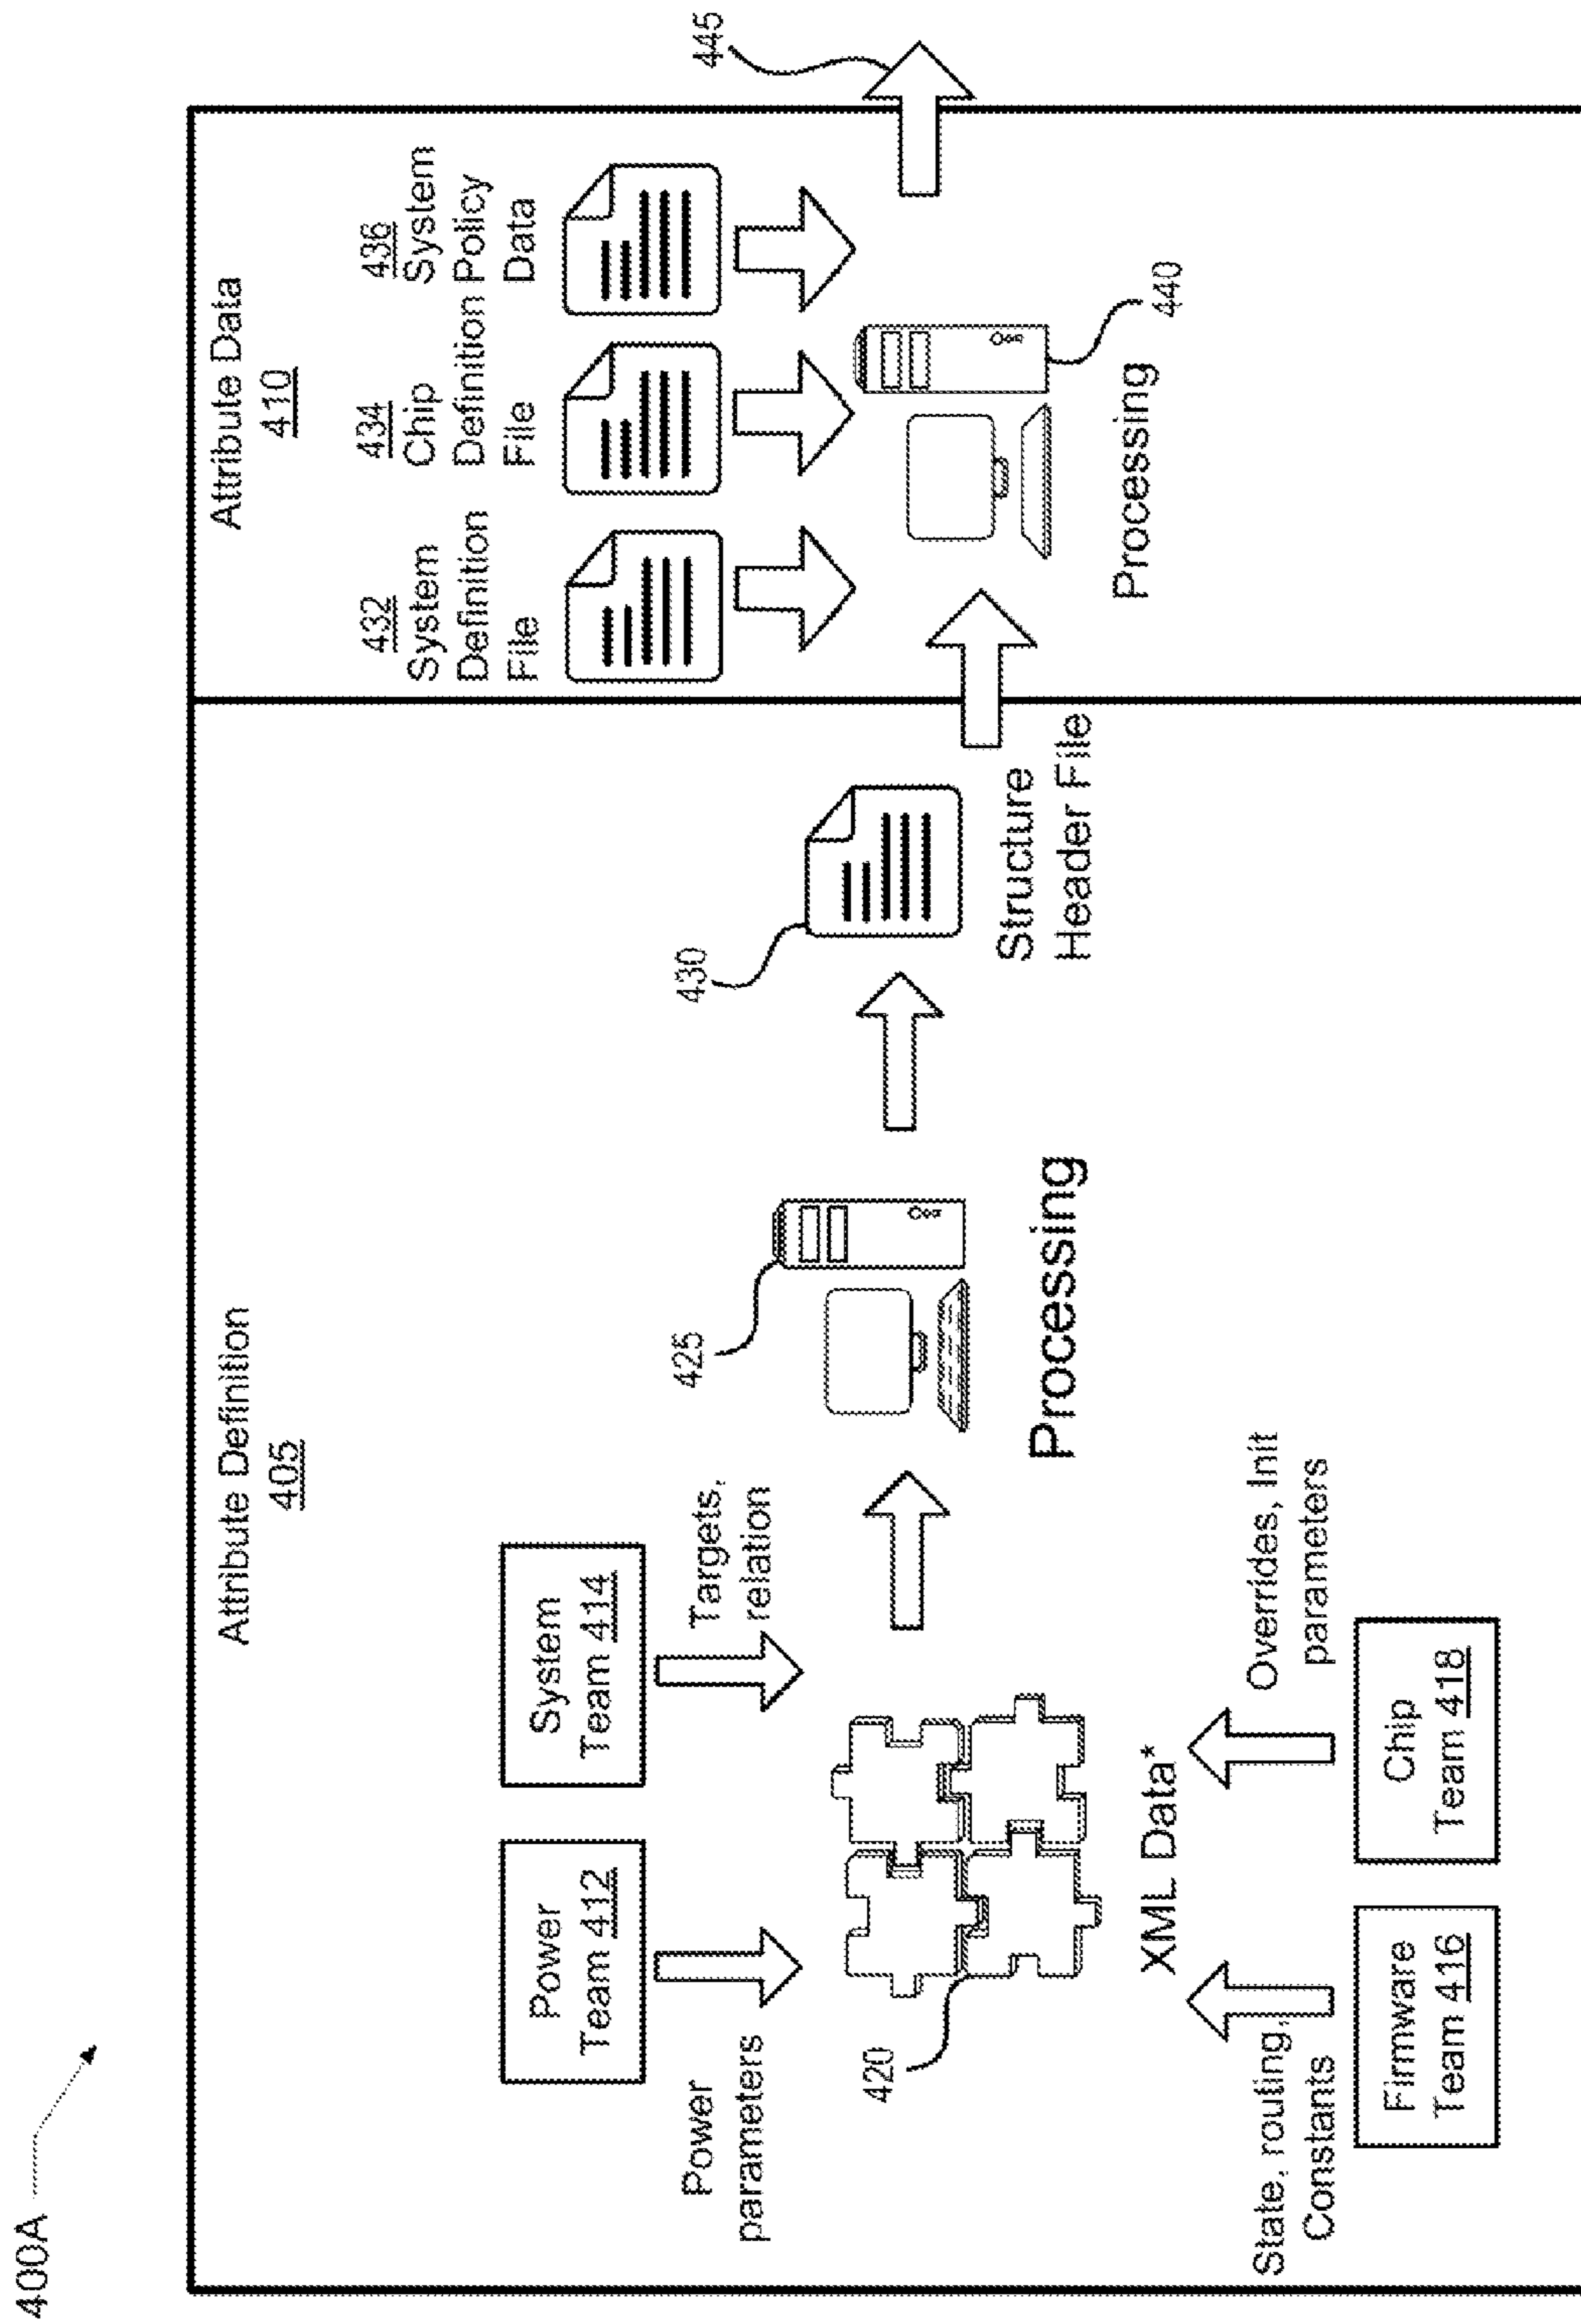 400A
Attribute Definition
405
Power
Team 412
System
Team 414
Power
parameters
Targets,
relation
420
XML Data*
State, routing,
Constants
Overrides, Init
parameters
Firmware
Team 416
Chip
Team 418
425
Processing
430
Structure
Header File
Attribute Data
410
432
System
Definition
File
434
Chip
Definition
File
436
System
Policy
Data
440
Processing
445